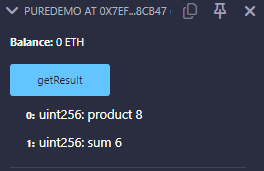 PUREDEMO AT 0X7EF...8CB47
Balance: 0 ETH
getResult
0: uint256: product 8
1: uint256: sum 6